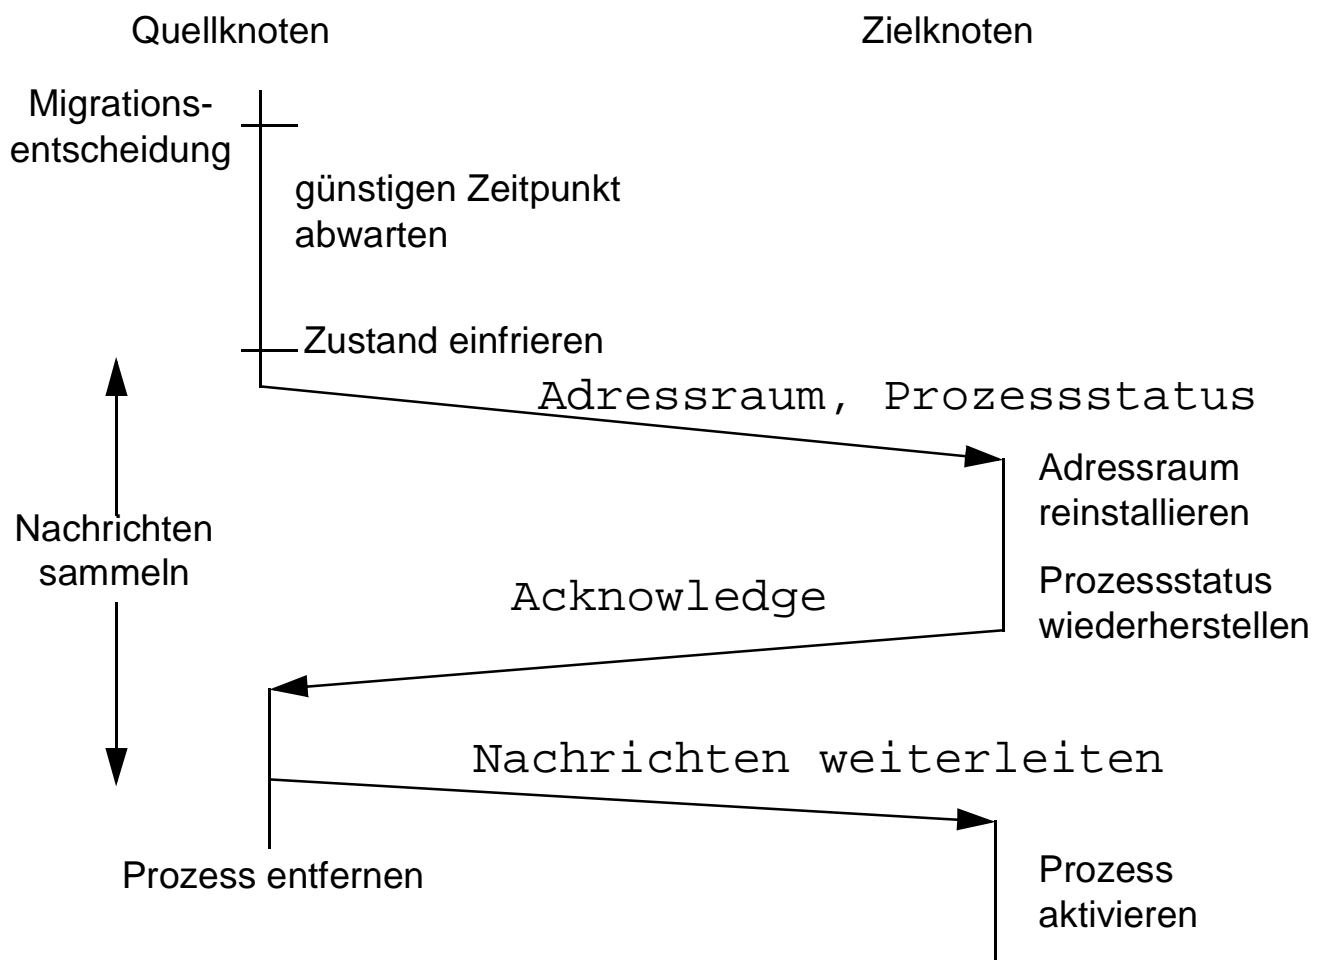 Quellknoten
Zielknoten
Migrations-
entscheidung
günstigen Zeitpunkt
abwarten
Zustand einfrieren
Adressraum, Prozessstatus
Adressraum
reinstallieren
Nachrichten
sammeln
Prozessstatus
wiederherstellen
Acknowledge
Nachrichten weiterleiten
Prozess entfernen
Prozess
aktivieren